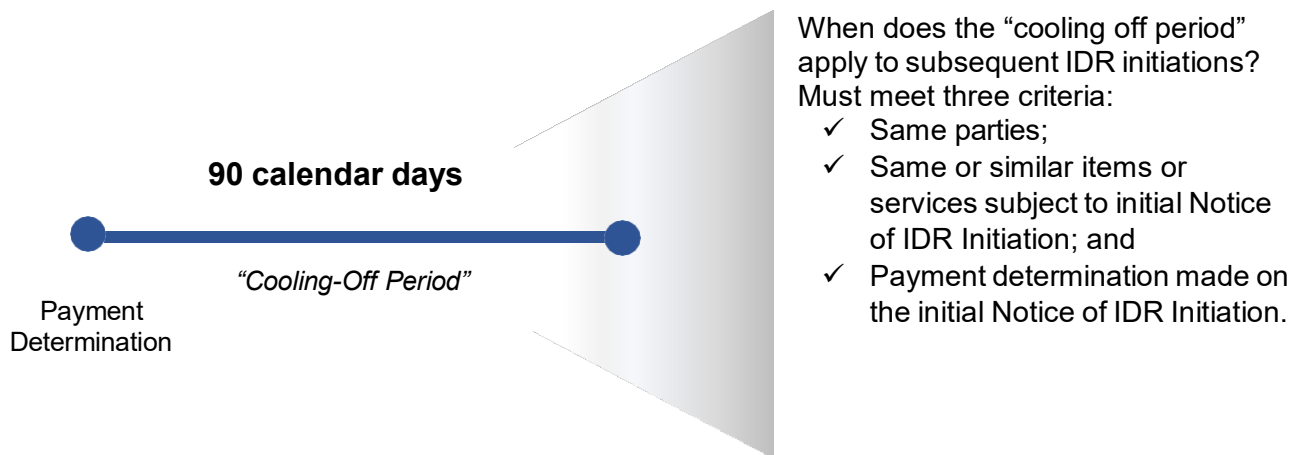 When does the “cooling off period”
apply to subsequent IDR initiations?
Must meet three criteria:
✓ Same parties;
✓ Same or similar items or
services subject to initial Notice
of IDR Initiation; and
✓ Payment determination made on
the initial Notice of IDR Initiation.
90 calendar days
“Cooling-Off Period”
Payment
Determination